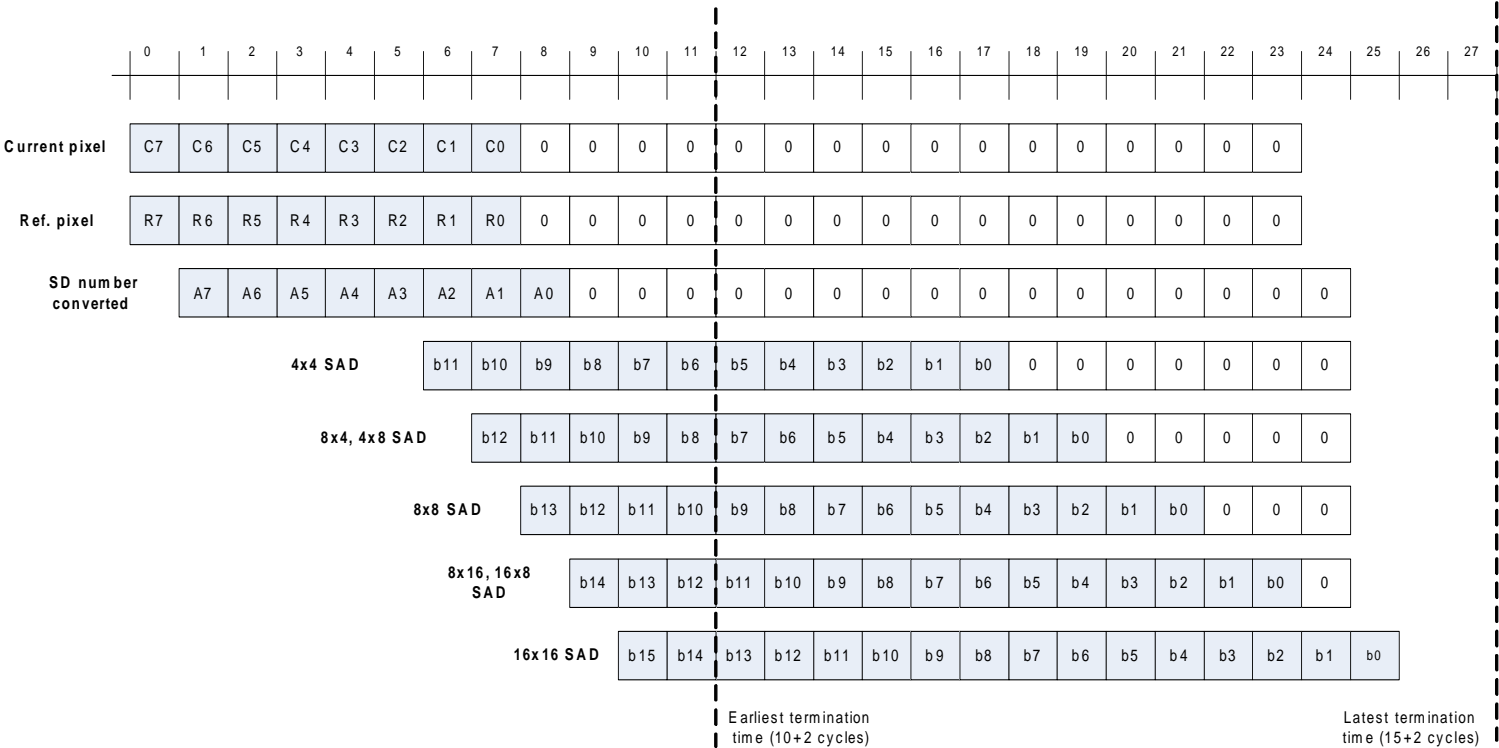 0 1 2 3 4 5 6 7 8 9 10 11 12 13 14 15 16 17 18 19 20 21 22 23 24 25 26 27
Current pixel C7 C6 C5 C4 C3 C2 C1 C0 0 0 0 0 0 0 0 0 0 0 0 0 0 0 0 0
Ref. pixel R7 R6 R5 R4 R3 R2 R1 R0 0 0 0 0 0 0 0 0 0 0 0 0 0 0 0 0
SD number
converted
A7 A6 A5 A4 A3 A2 A1 A0 0 0 0 0 0 0 0 0 0 0 0 0 0 0 0 0
4x4 SAD b11 b10 b9 b8 b7 b6 b5 b4 b3 b2 b1 b0 0 0 0 0 0 0 0
8x4, 4x8 SAD b12 b11 b10 b9 b8 b7 b6 b5 b4 b3 b2 b1 b0 0 0 0 0 0
8x8 SAD b13 b12 b11 b10 b9 b8 b7 b6 b5 b4 b3 b2 b1 b0 0 0 0
8x16, 16x8
SAD
b14 b13 b12 b11 b10 b9 b8 b7 b6 b5 b4 b3 b2 b1 b0 0
16x16 SAD b15 b14 b13 b12 b11 b10 b9 b8 b7 b6 b5 b4 b3 b2 b1 b0
Earliest termination
time (10+2 cycles)
Latest termination
time (15+2 cycles)